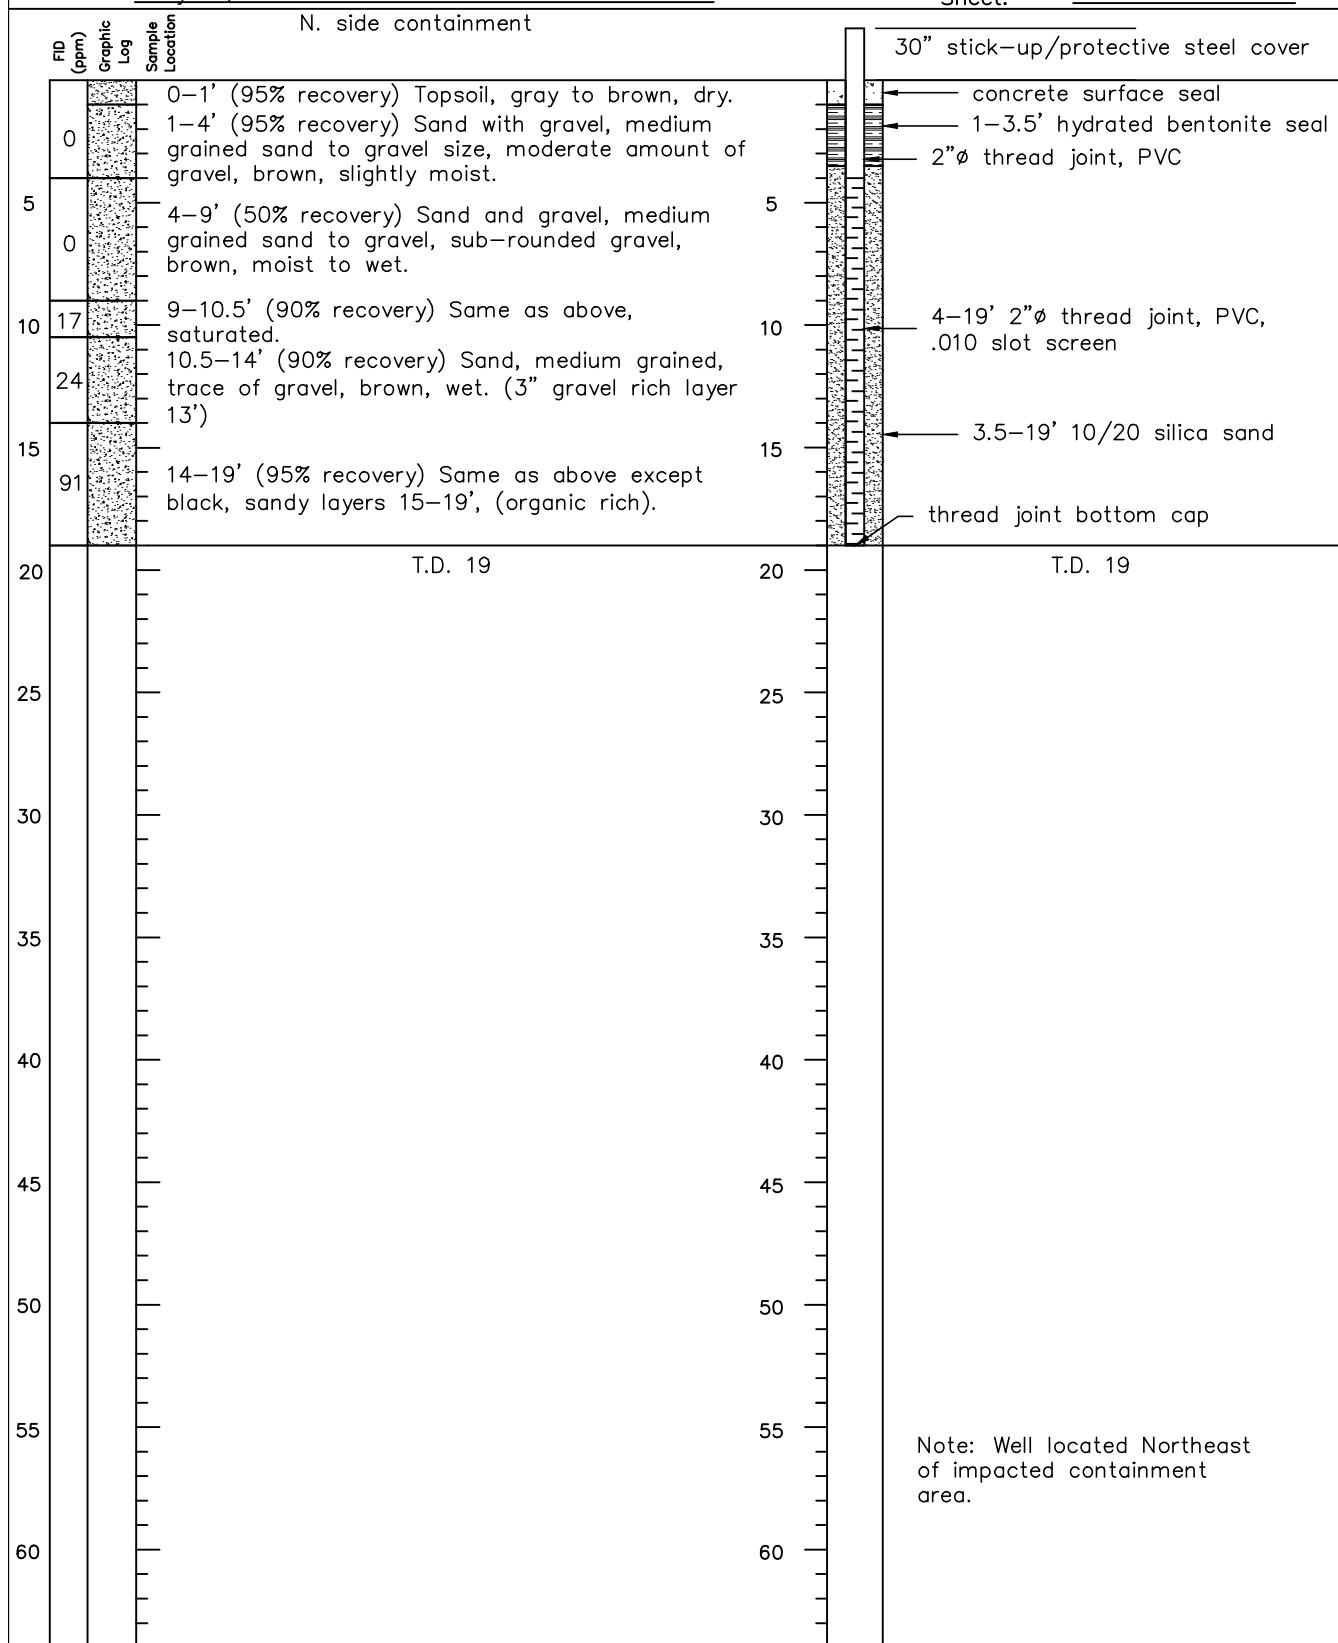 Sheet:
N. side containment
FID (ppm)
Graphic Log
Sample Location
30" stick-up/protective steel cover
0-1' (95% recovery) Topsoil, gray to brown, dry.
1-4' (95% recovery) Sand with gravel, medium
grained sand to gravel size, moderate amount of
gravel, brown, slightly moist.
4-9' (50% recovery) Sand and gravel, medium
grained sand to gravel, sub-rounded gravel,
brown, moist to wet.
9-10.5' (90% recovery) Same as above,
saturated.
10.5-14' (90% recovery) Sand, medium grained,
trace of gravel, brown, wet. (3" gravel rich layer
13')
14-19' (95% recovery) Same as above except
black, sandy layers 15-19', (organic rich).
T.D. 19
0
0
17
24
91
5
10
15
20
25
30
35
40
45
50
55
60
5
10
15
20
25
30
35
40
45
50
55
60
concrete surface seal
1-3.5' hydrated bentonite seal
2"ø thread joint, PVC
4-19' 2"ø thread joint, PVC,
.010 slot screen
3.5-19' 10/20 silica sand
thread joint bottom cap
T.D. 19
Note: Well located Northeast
of impacted containment
area.